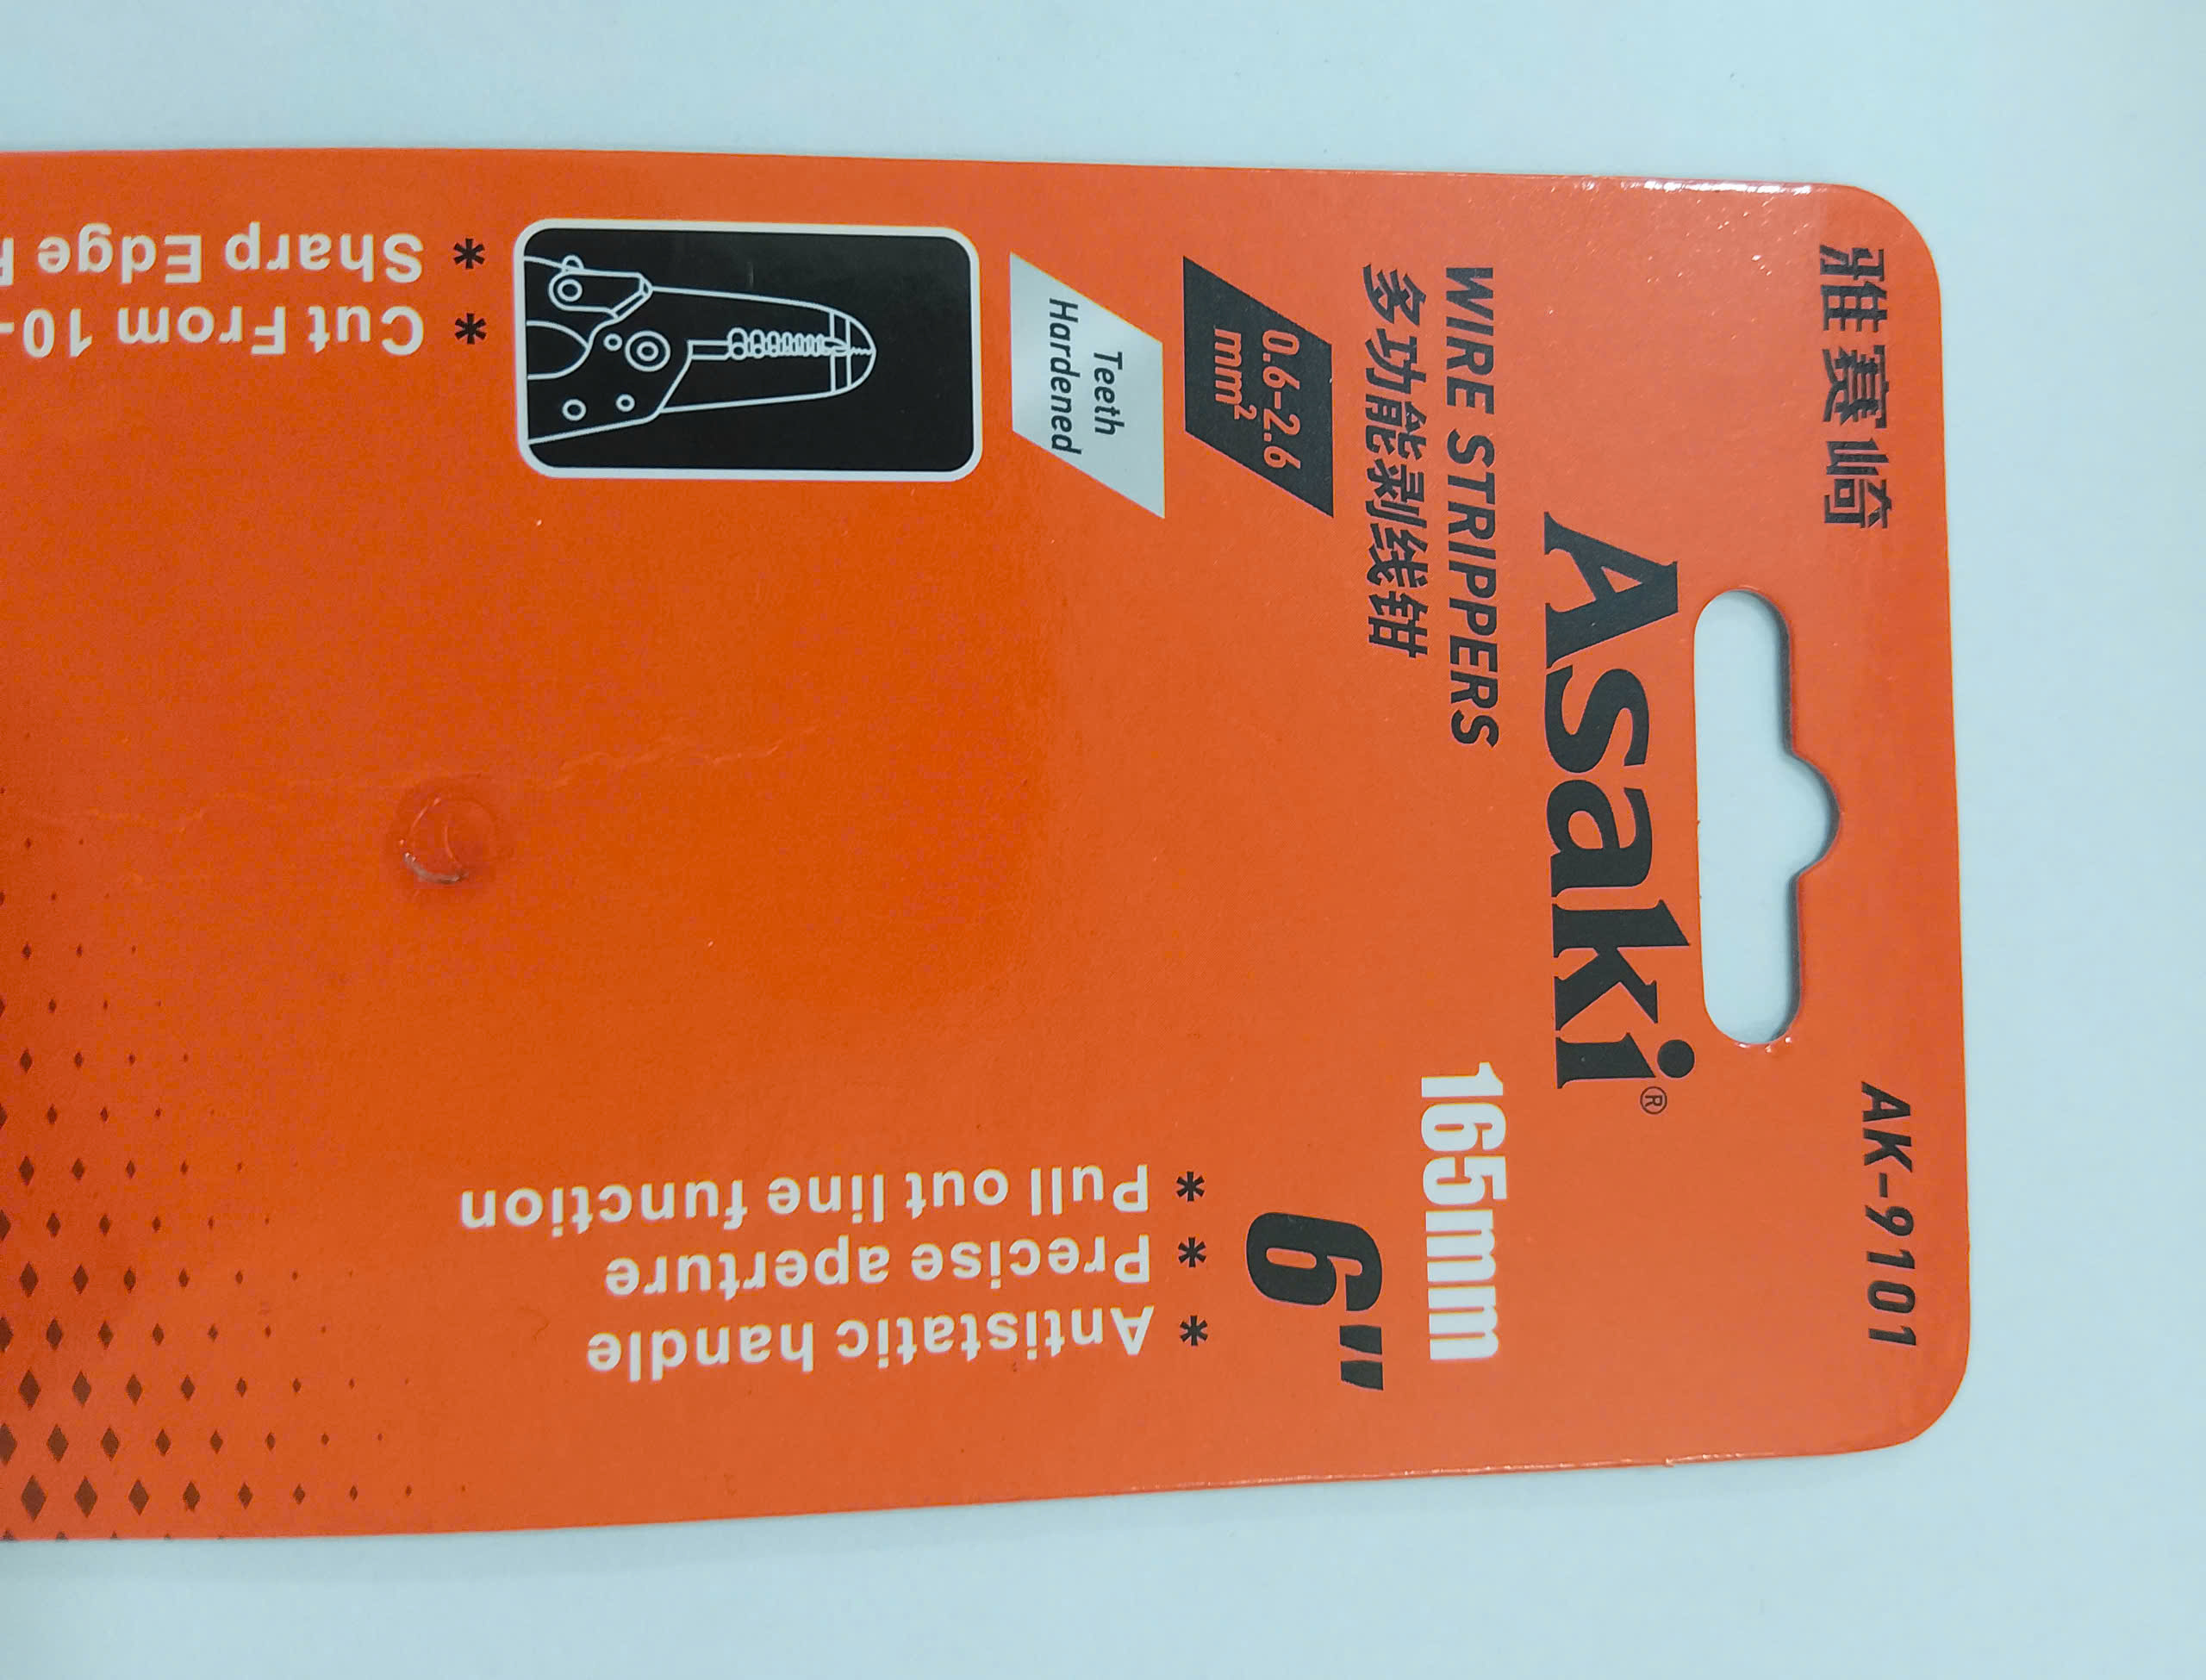 雅赛崎
AK-9101
Asaki®
WIRE STRIPPERS
多功能剥线钳
165mm
6"
0.6-2.6
mm²
Teeth
Hardened
* Antistatic handle
* Precise aperture
* Pull out line function
* Cut From 10-
* Sharp Edge